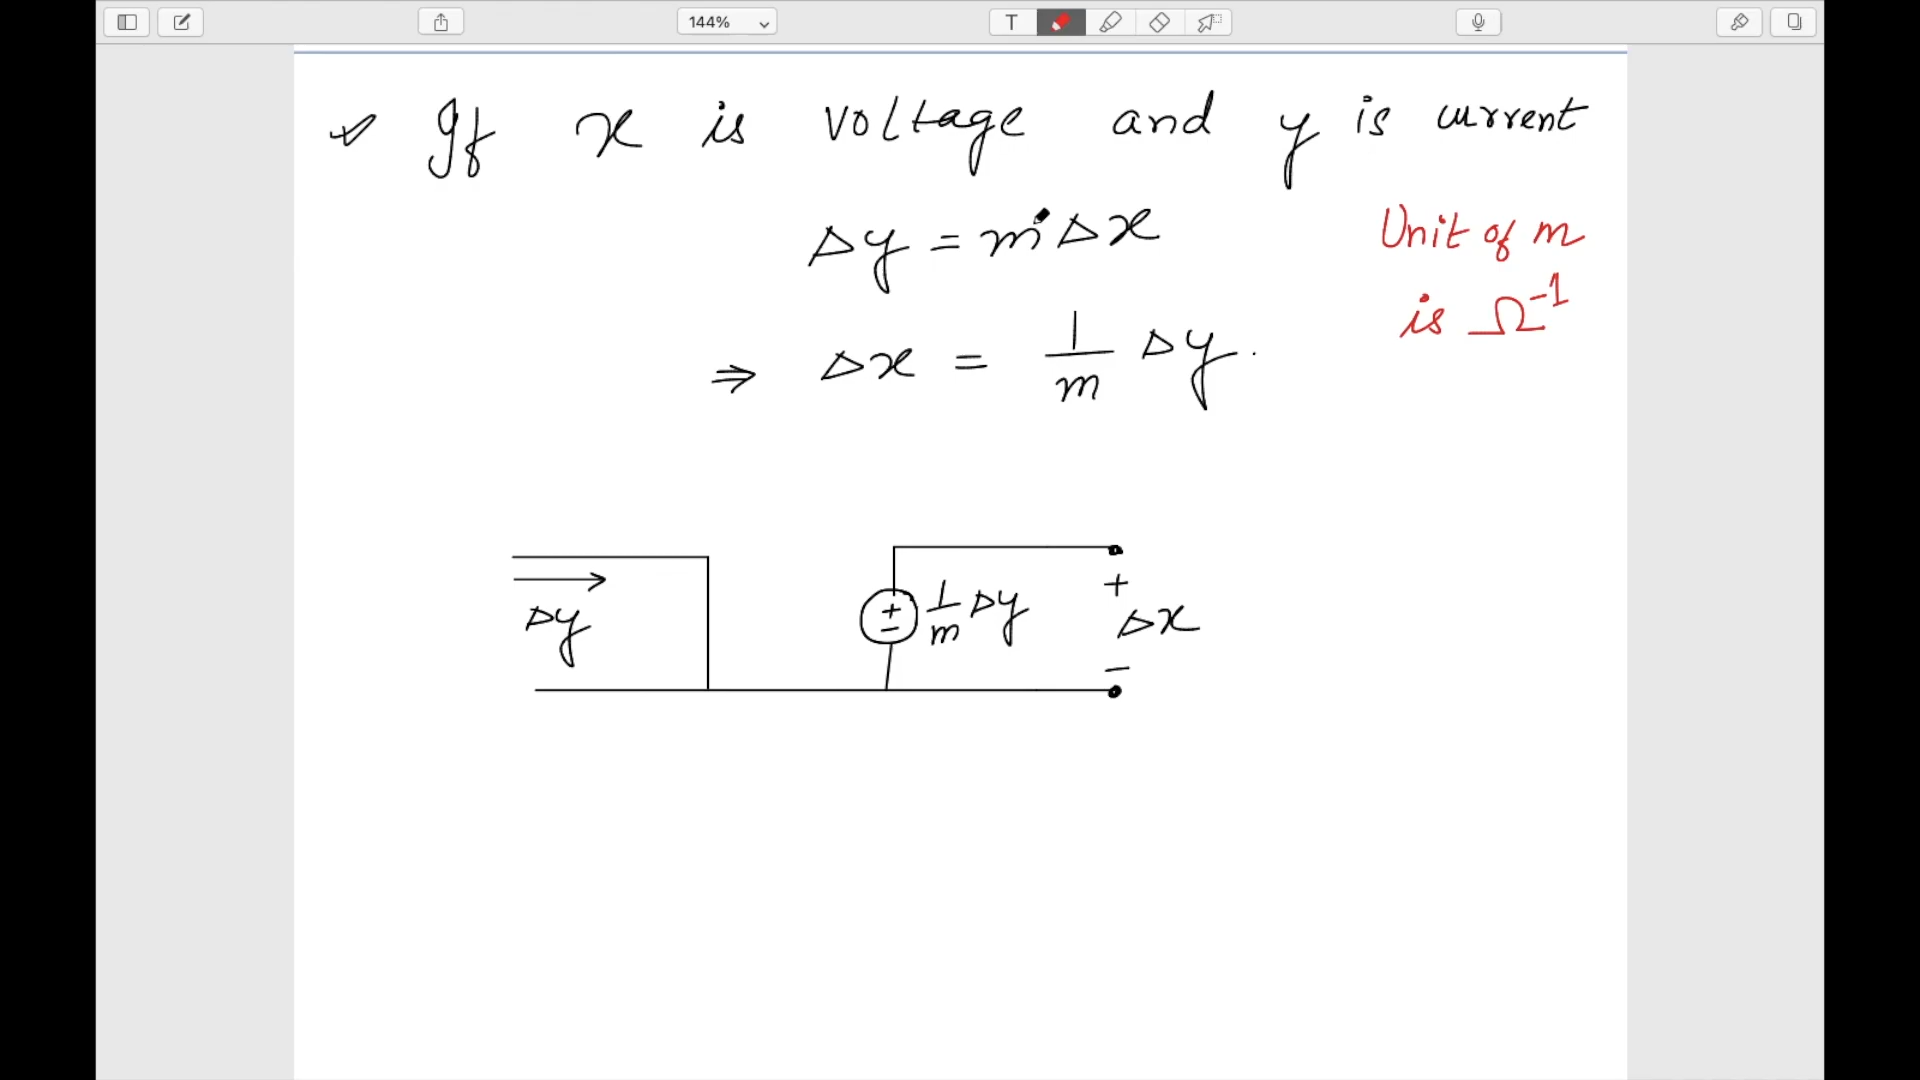 144%
T
If x is voltage and y is current
Δy = m Δx
Unit of m
is Ω⁻¹
⇒ Δx = 1/m Δy.
Δy
+
−
1/m Δy
+
Δx
−